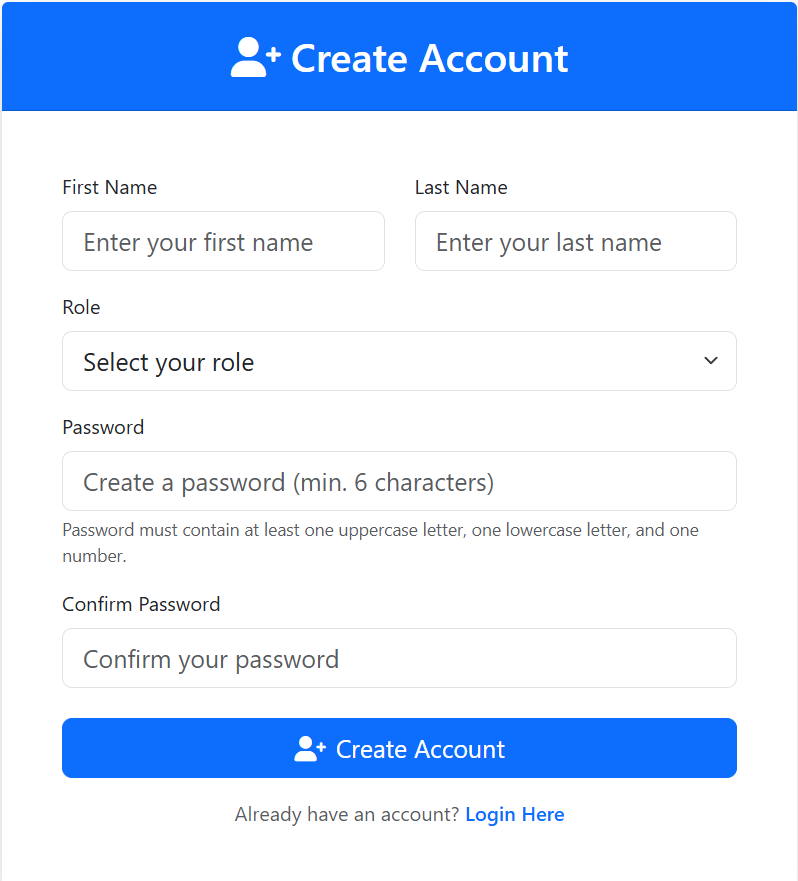 Create Account
First Name
Last Name
Enter your first name
Enter your last name
Role
Select your role
Password
Create a password (min. 6 characters)
Password must contain at least one uppercase letter, one lowercase letter, and one
number.
Confirm Password
Confirm your password
Create Account
Already have an account? Login Here